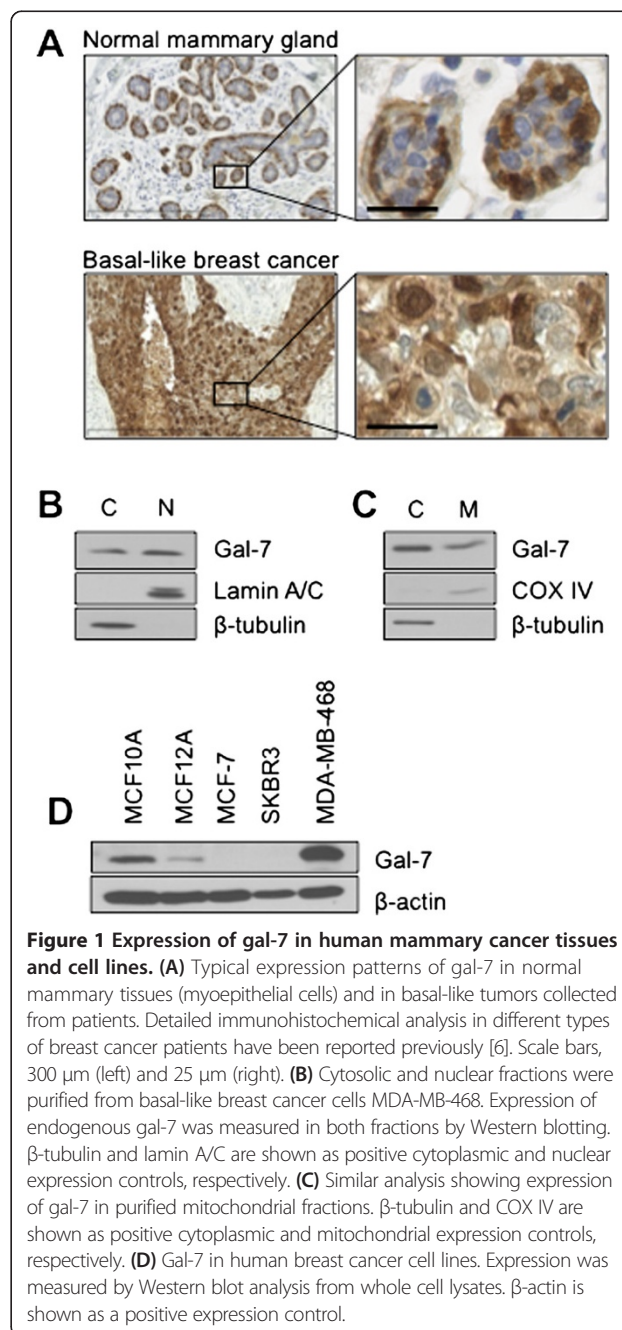 A
Normal mammary gland
Basal-like breast cancer
B
C N
Gal-7
Lamin A/C
β-tubulin
C
C M
Gal-7
COX IV
β-tubulin
D
MCF10A
MCF12A
MCF-7
SKBR3
MDA-MB-468
Gal-7
β-actin
Figure 1 Expression of gal-7 in human mammary cancer tissues
and cell lines. (A) Typical expression patterns of gal-7 in normal
mammary tissues (myoepithelial cells) and in basal-like tumors collected
from patients. Detailed immunohistochemical analysis in different types
of breast cancer patients have been reported previously [6]. Scale bars,
300 μm (left) and 25 μm (right). (B) Cytosolic and nuclear fractions were
purified from basal-like breast cancer cells MDA-MB-468. Expression of
endogenous gal-7 was measured in both fractions by Western blotting.
β-tubulin and lamin A/C are shown as positive cytoplasmic and nuclear
expression controls, respectively. (C) Similar analysis showing expression
of gal-7 in purified mitochondrial fractions. β-tubulin and COX IV are
shown as positive cytoplasmic and mitochondrial expression controls,
respectively. (D) Gal-7 in human breast cancer cell lines. Expression was
measured by Western blot analysis from whole cell lysates. β-actin is
shown as a positive expression control.